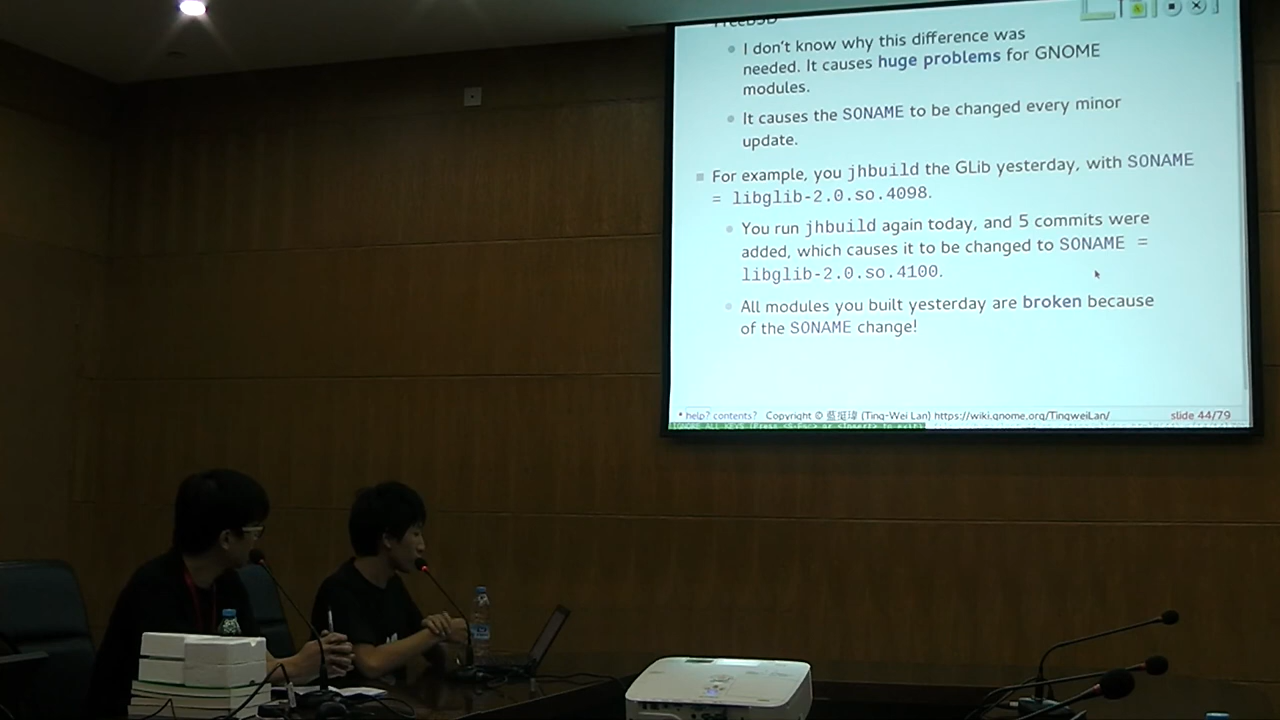 FreeBSD
I don't know why this difference was
needed. It causes huge problems for GNOME
modules.
It causes the SONAME to be changed every minor
update.
For example, you jhbuild the GLib yesterday, with SONAME
= libglib-2.0.so.4098.
You run jhbuild again today, and 5 commits were
added, which causes it to be changed to SONAME =
libglib-2.0.so.4100.
All modules you built yesterday are broken because
of the SONAME change!
* help? contents? Copyright © 藍挺瑋 (Ting-Wei Lan) https://wiki.gnome.org/TingweiLan/ slide 44/79